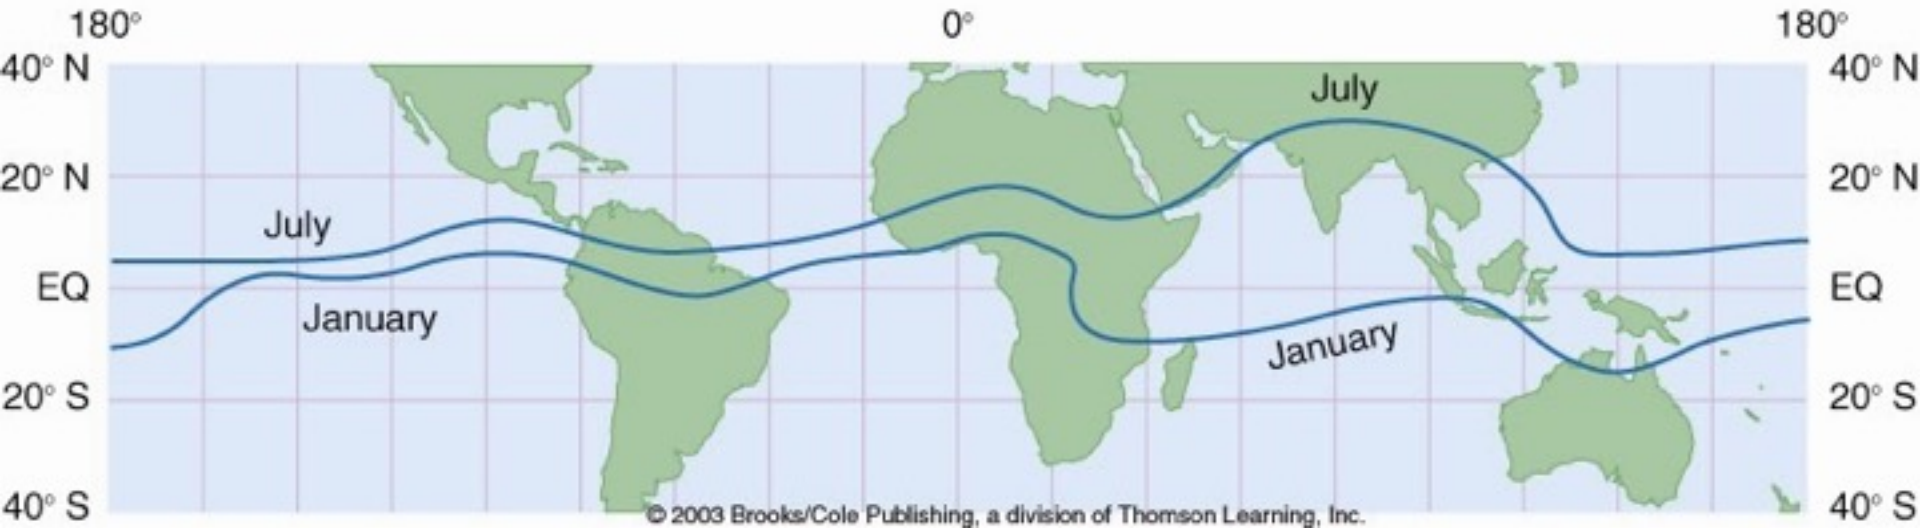 180° 0° 180°
40° N 40° N
July
20° N 20° N
July
EQ EQ
January
January
20° S 20° S
40° S 40° S
© 2003 Brooks/Cole Publishing, a division of Thomson Learning, Inc.